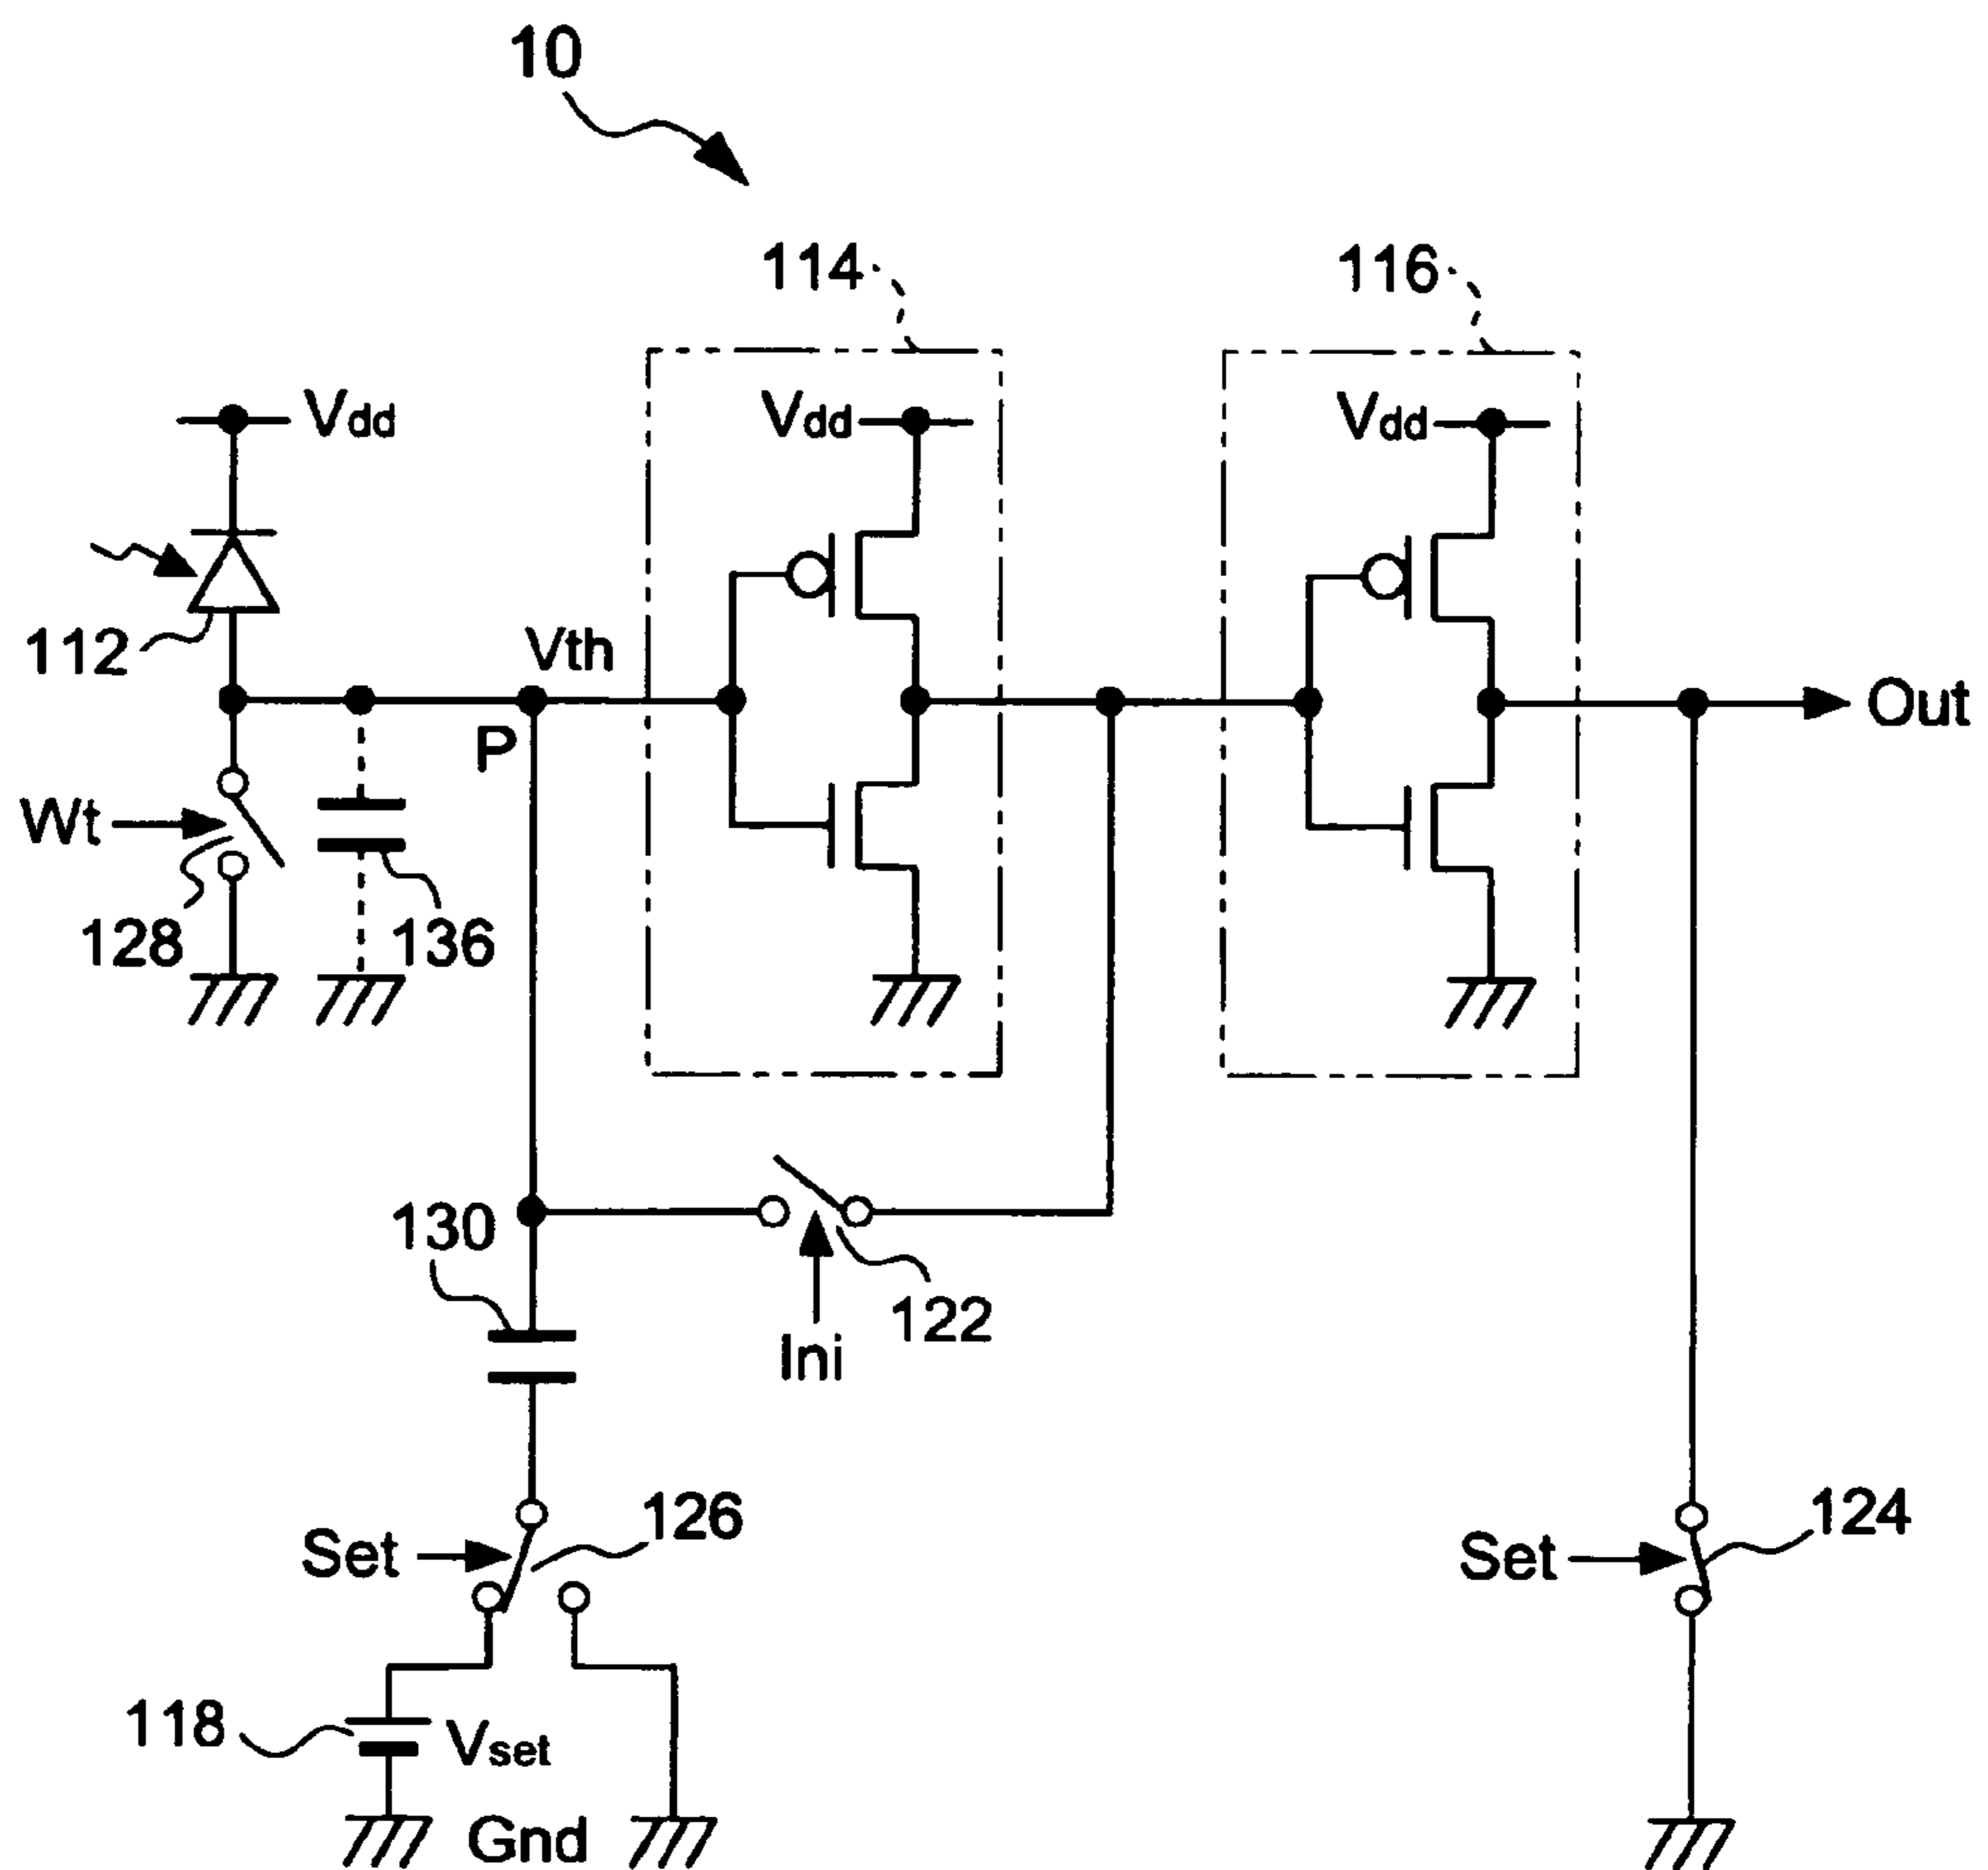 10
114
116
Vdd
Vdd
Vdd
112
Vth
P
Out
Wt
128
136
130
122
Ini
Set
126
Set
124
118
Vset
Gnd